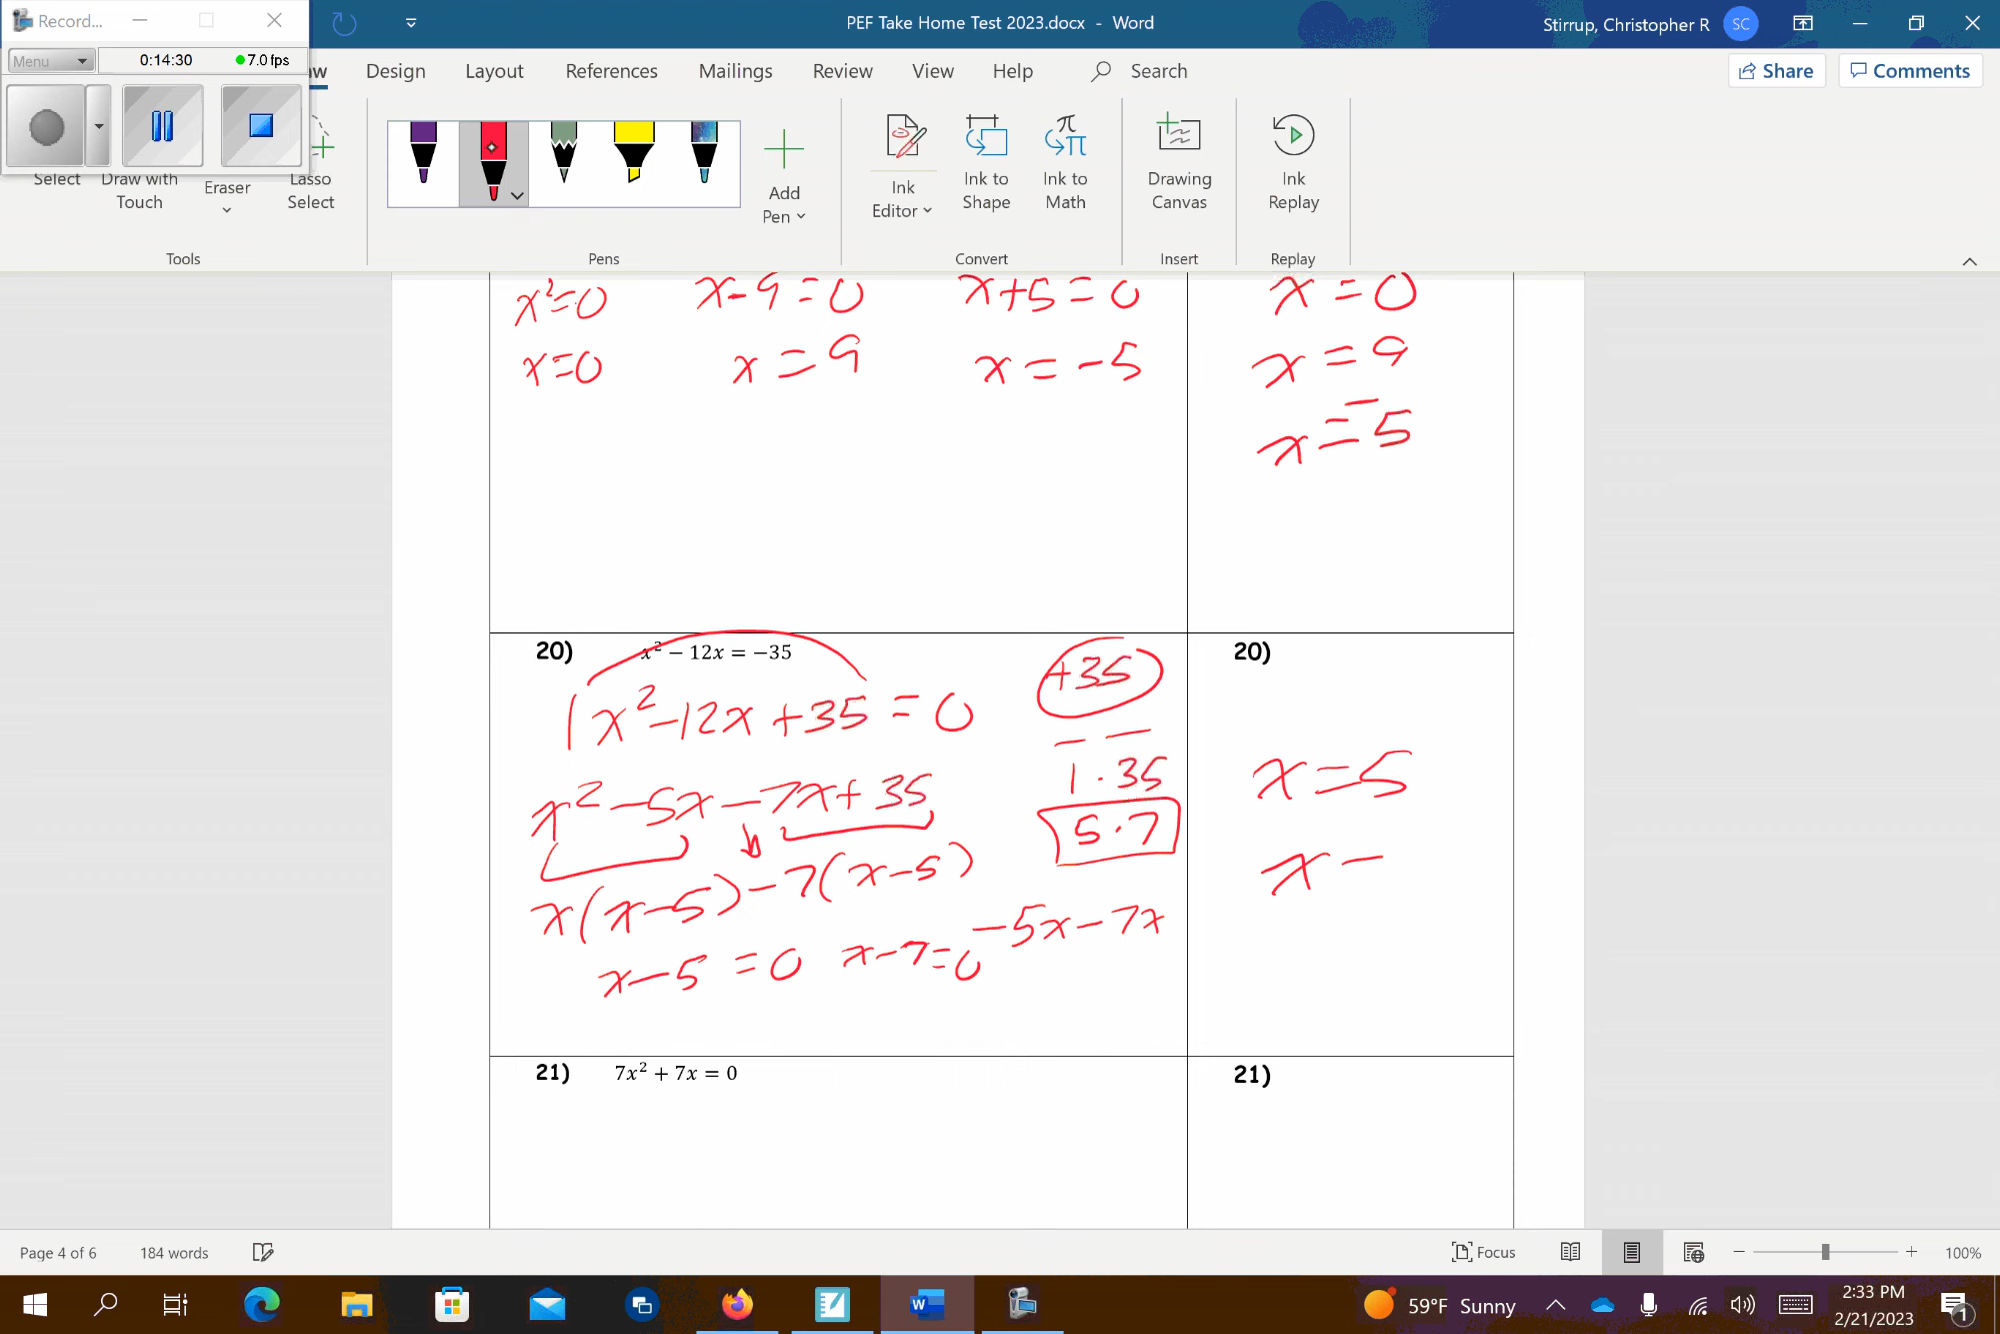 Record...
PEF Take Home Test 2023.docx - Word
Stirrup, Christopher R
SC
Menu
0:14:30
7.0 fps
aw
Design
Layout
References
Mailings
Review
View
Help
Search
Share
Comments
Select
Draw with Touch
Eraser
Lasso Select
Add Pen
Ink Editor
Ink to Shape
Ink to Math
Drawing Canvas
Ink Replay
Tools
Pens
Convert
Insert
Replay
x²=0 x-9=0 x+5=0 x=0
x=0 x=9 x=-5 x=9
x=-5
20) x² − 12x = −35 +35 20)
1x²-12x+35=0
1·35 x=5
x²-5x-7x+35 5·7
x(x-5)-7(x-5) x-
-5x-7x
x-5=0 x-7=0
21) 7x² + 7x = 0 21)
Page 4 of 6
184 words
Focus
100%
59°F Sunny
2:33 PM
2/21/2023
1